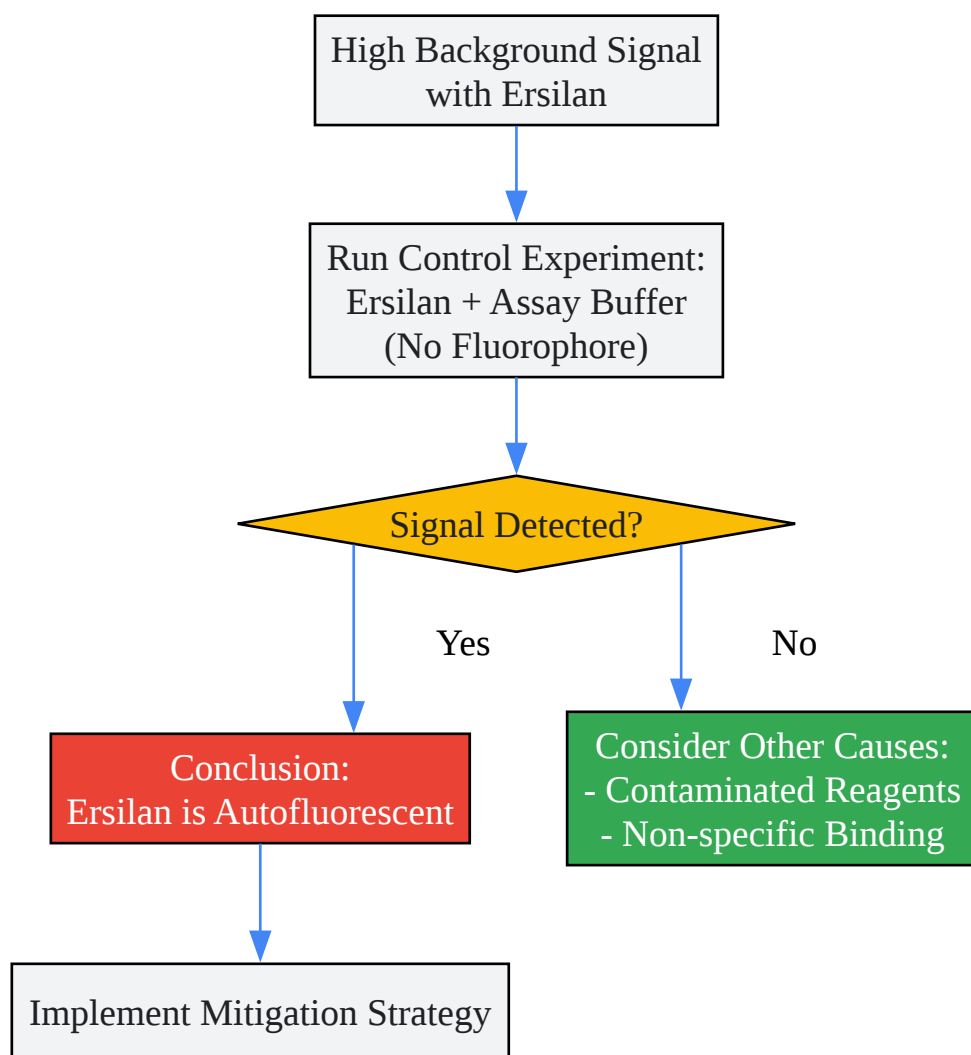 High Background Signal
with Ersilan
Run Control Experiment:
Ersilan + Assay Buffer
(No Fluorophore)
Signal Detected?
Yes
No
Conclusion:
Ersilan is Autofluorescent
Consider Other Causes:
- Contaminated Reagents
- Non-specific Binding
Implement Mitigation Strategy